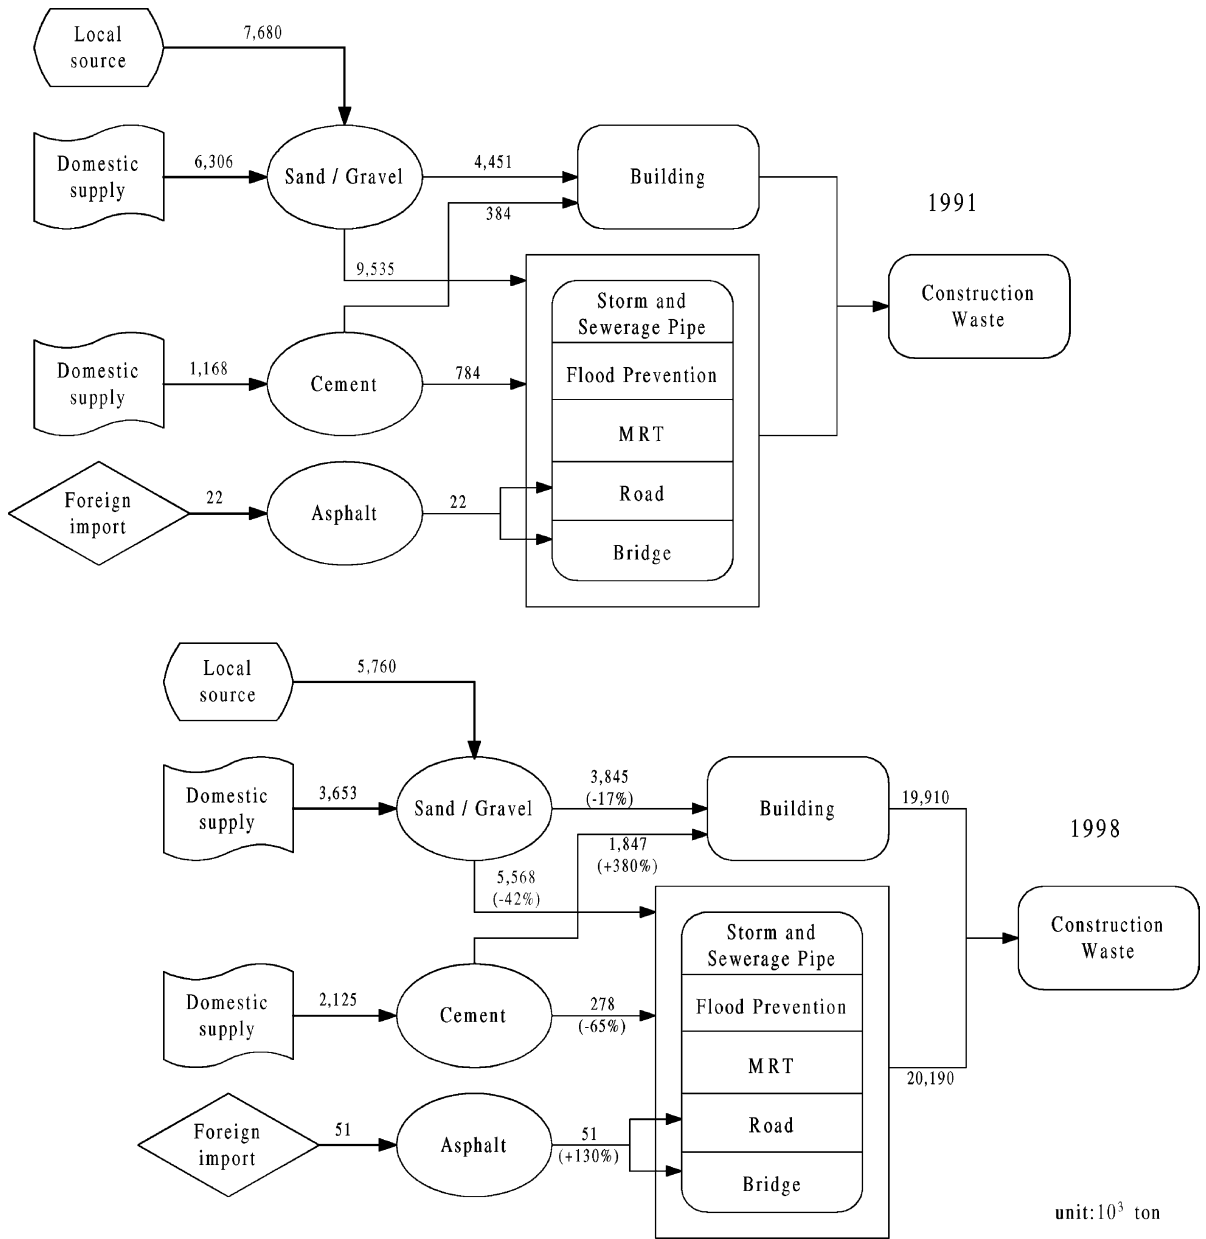 Local
source
7,680
Domestic
supply
6,306
Sand / Gravel
4,451
Building
384
1991
9,535
Construction
Waste
Storm and
Sewerage Pipe
Domestic
supply
1,168
Cement
784
Flood Prevention
MRT
Foreign
import
22
Asphalt
22
Road
Bridge
Local
source
5,760
Domestic
supply
3,653
Sand / Gravel
3,845
(-17%)
Building
19,910
1,847
(+380%)
1998
5,568
(-42%)
Construction
Waste
Storm and
Sewerage Pipe
Domestic
supply
2,125
Cement
278
(-65%)
Flood Prevention
MRT
20,190
Foreign
import
51
Asphalt
51
(+130%)
Road
Bridge
unit:10³ ton